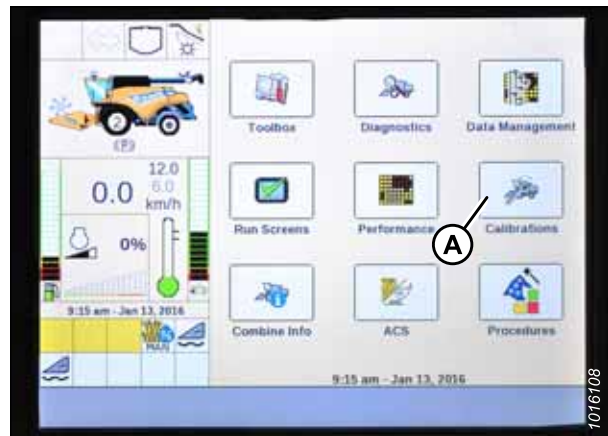 2
(P)
12.0
6.0
0.0 km/h
0%
9:15 am - Jan 13, 2016
MAN
Toolbox
Diagnostics
Data Management
Run Screens
Performance
Calibrations
A
Combine Info
ACS
Procedures
9:15 am - Jan 13, 2016
1016108